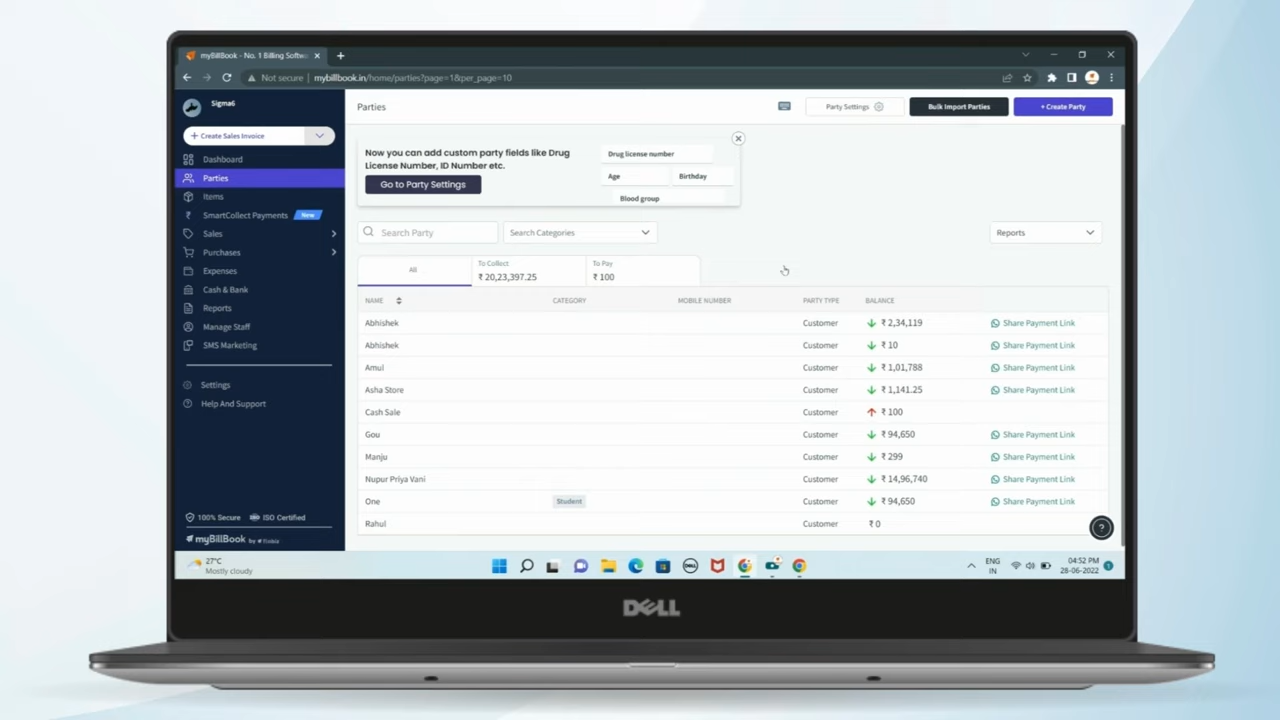 myBillBook - No. 1 Billing Softw
Not secure | mybillbook.in/home/parties?page=1&per_page=10
Sigma6
+ Create Sales Invoice
Dashboard
Parties
Items
SmartCollect Payments New
Sales
Purchases
Expenses
Cash & Bank
Reports
Manage Staff
SMS Marketing
Settings
Help And Support
100% Secure ISO Certified
myBillBook by
Parties
Party Settings
Bulk Import Parties
+ Create Party
Now you can add custom party fields like Drug
License Number, ID Number etc.
Go to Party Settings
Drug license number
Age Birthday
Blood group
Search Party
Search Categories
Reports
All
To Collect
₹ 20,23,397.25
To Pay
₹ 100
NAME CATEGORY MOBILE NUMBER PARTY TYPE BALANCE
Abhishek Customer ₹ 2,34,119 Share Payment Link
Abhishek Customer ₹ 10 Share Payment Link
Amul Customer ₹ 1,01,788 Share Payment Link
Asha Store Customer ₹ 1,141.25 Share Payment Link
Cash Sale Customer ₹ 100
Gou Customer ₹ 94,650 Share Payment Link
Manju Customer ₹ 299 Share Payment Link
Nupur Priya Vani Customer ₹ 14,96,740 Share Payment Link
One Student Customer ₹ 94,650 Share Payment Link
Rahul Customer ₹ 0
27°C
Mostly cloudy
DELL
ENG
IN
04:52 PM
28-06-2022
1
DELL